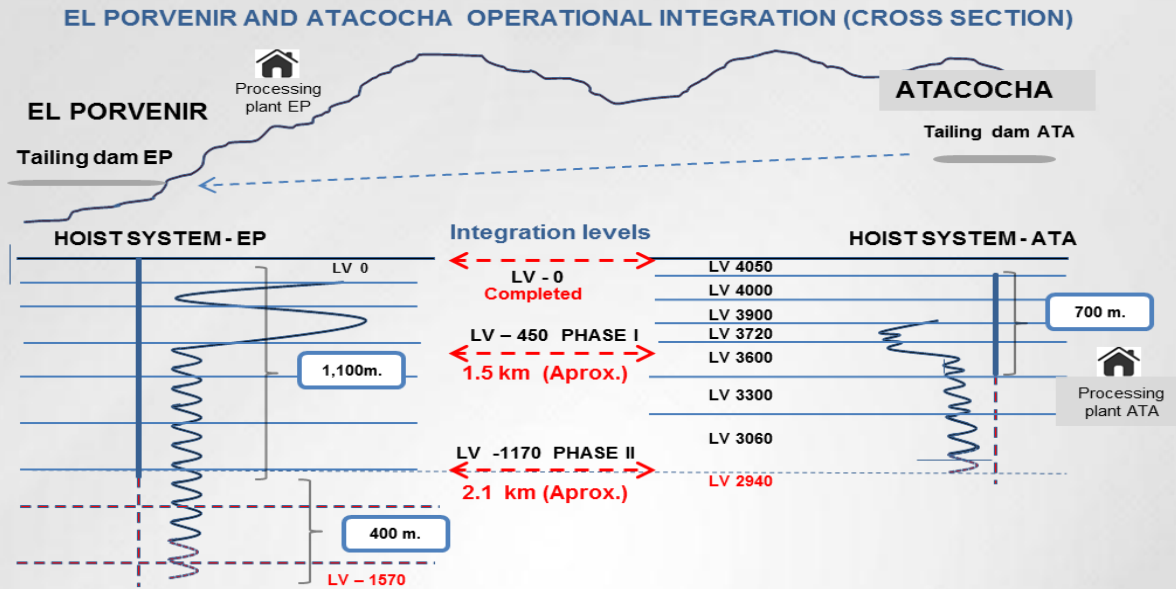 EL PORVENIR AND ATACOCHA OPERATIONAL INTEGRATION (CROSS SECTION)
Processing
plant EP
EL PORVENIR
ATACOCHA
Tailing dam EP
Tailing dam ATA
HOIST SYSTEM - EP
Integration levels
HOIST SYSTEM - ATA
LV 0
LV - 0
Completed
LV 4050
LV 4000
LV 3900
700 m.
LV – 450 PHASE I
LV 3720
1,100m.
1.5 km (Aprox.)
LV 3600
Processing
plant ATA
LV 3300
LV 3060
LV -1170 PHASE II
2.1 km (Aprox.)
LV 2940
400 m.
LV – 1570